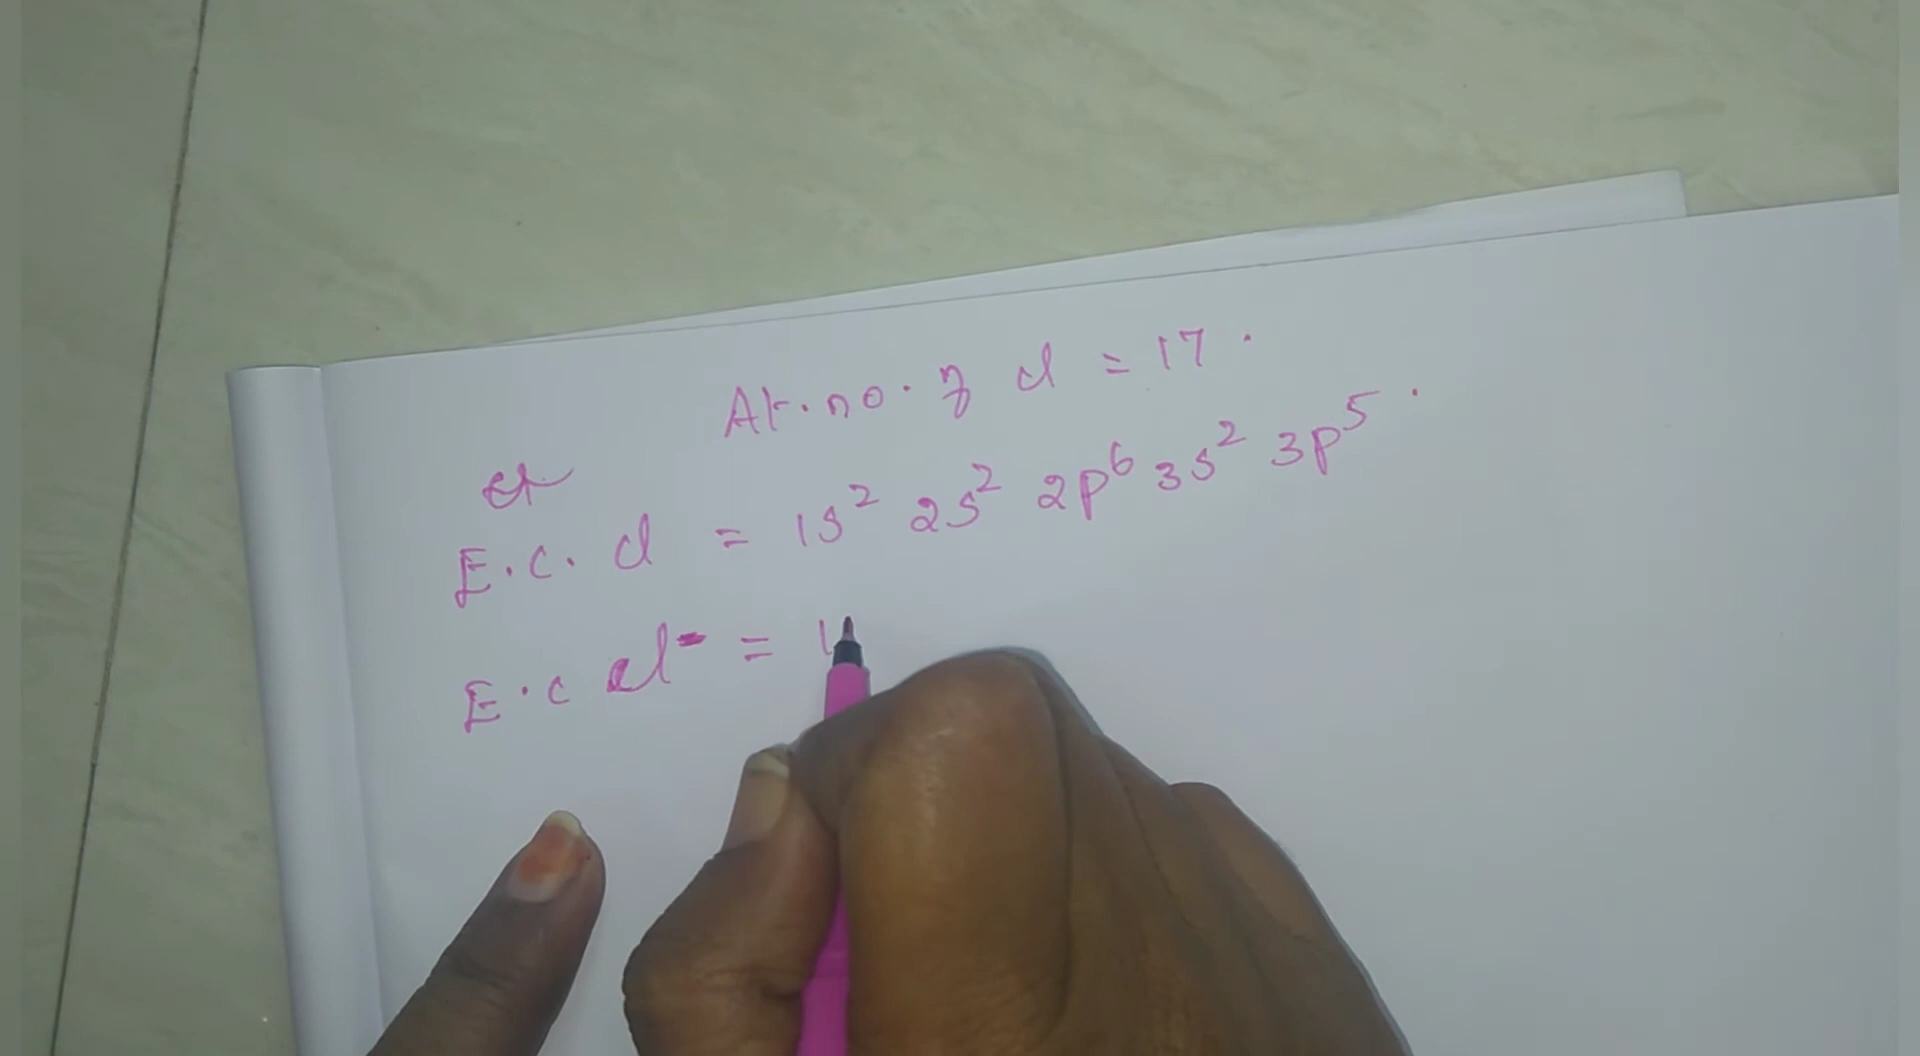 At. no. of Cl = 17.
E.C. Cl = 1s² 2s² 2p⁶ 3s² 3p⁵.
E.C Cl⁻ = 1